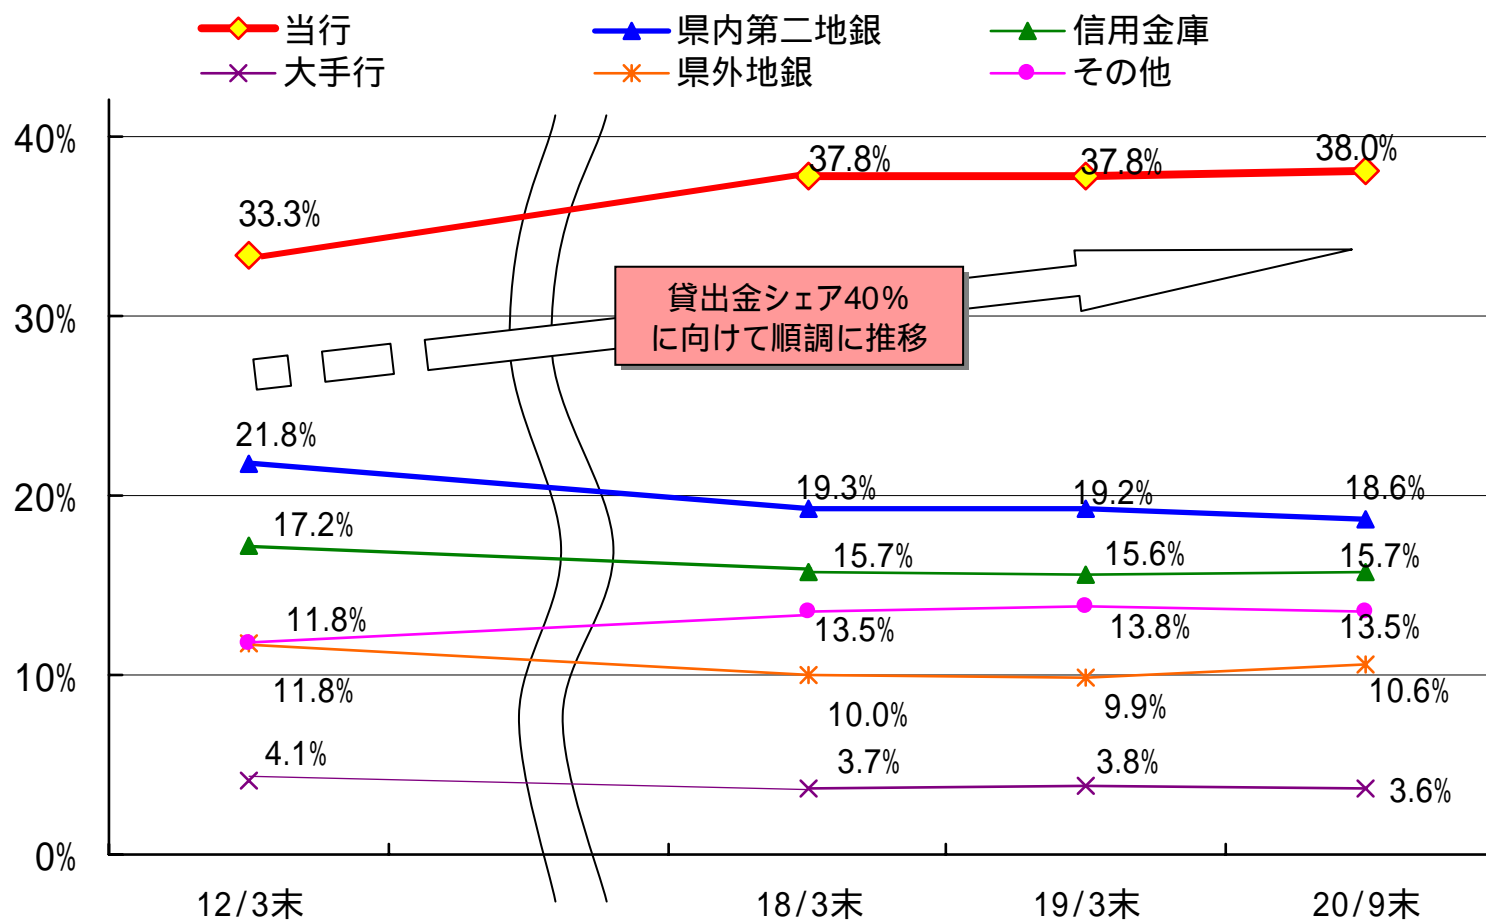 当行 県内第二地銀 信用金庫
大手行 県外地銀 その他
40%
30%
20%
10%
0%
33.3% 37.8% 37.8% 38.0%
貸出金シェア40%
に向けて順調に推移
21.8% 19.3% 19.2% 18.6%
17.2% 15.7% 15.6% 15.7%
11.8% 13.5% 13.8% 13.5%
11.8% 10.0% 9.9% 10.6%
4.1% 3.7% 3.8% 3.6%
12/3末 18/3末 19/3末 20/9末